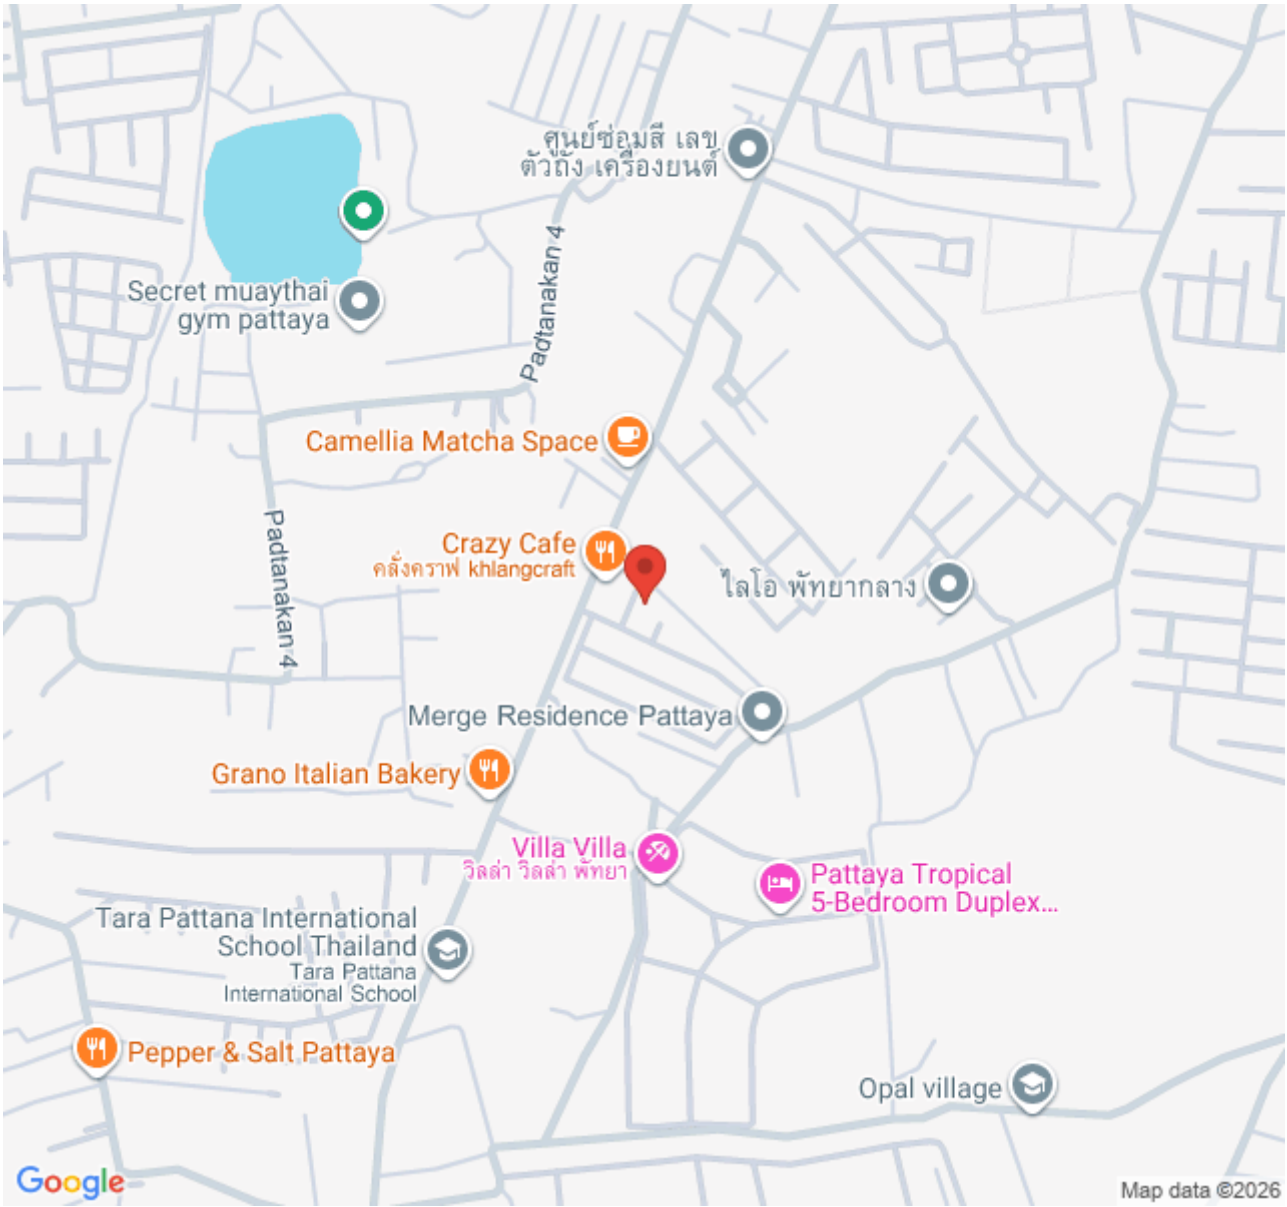 ศูนย์ซ่อมสี เลข
ตัวถัง เครื่องยนต์
Padtanakan 4
Secret muaythai
gym pattaya
Camellia Matcha Space
Padtanakan 4
Crazy Cafe
คลั่งคราฟ khlangcraft
ไลโอ พัทยากลาง
Merge Residence Pattaya
Grano Italian Bakery
Villa Villa
วิลล่า วิลล่า พัทยา
Pattaya Tropical
5-Bedroom Duplex...
Tara Pattana International
School Thailand
Tara Pattana
International School
Pepper & Salt Pattaya
Opal village
Google
Map data ©2026